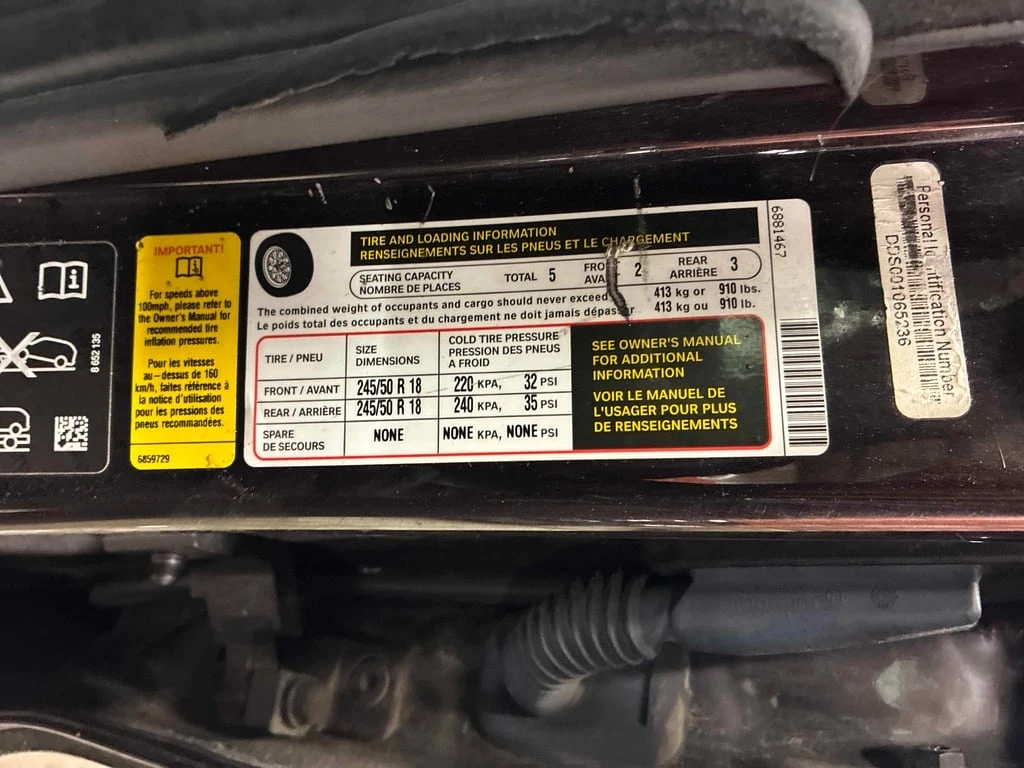 8 652 135
IMPORTANT!
For speeds above
100mph, please refer to
the Owner's Manual for
recommended tire
inflation pressures.
Pour les vitesses
au - dessus de 160
km/h, faites référence à
la notice d'utilisation
pour les pressions des
pneus recommandées.
6859729
TIRE AND LOADING INFORMATION
RENSEIGNEMENTS SUR LES PNEUS ET LE CHARGEMENT
SEATING CAPACITY
NOMBRE DE PLACES
TOTAL 5
2
REAR
ARRIÈRE 3
The combined weight of occupants and cargo should never exceed 413 kg or 910 lbs.
Le poids total des occupants et du chargement ne doit jamais dépasser 413 kg ou 910 lb.
TIRE / PNEU
SIZE
DIMENSIONS
COLD TIRE PRESSURE
PRESSION DES PNEUS
A FROID
FRONT / AVANT 245/50 R 18 220 KPA, 32 PSI
REAR / ARRIÈRE 245/50 R 18 240 KPA, 35 PSI
SPARE
DE SECOURS
NONE NONE KPA, NONE PSI
SEE OWNER'S MANUAL
FOR ADDITIONAL
INFORMATION
VOIR LE MANUEL DE
L'USAGER POUR PLUS
DE RENSEIGNEMENTS
6881467
Personal Identification Number